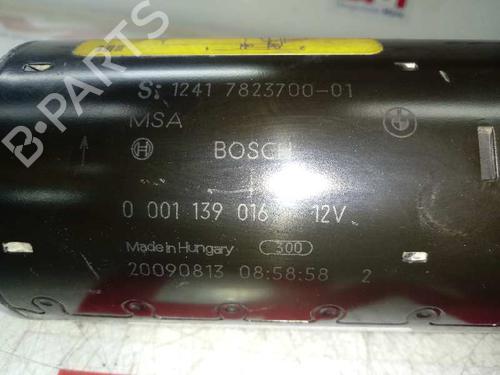 S: 1241 7823700-01
MSA
BOSCH
0 001 139 016 12V
Made in Hungary 300
20090813 08:58:58 2
B-PARTS